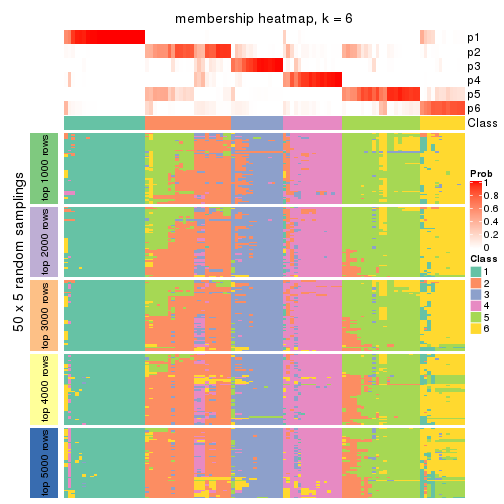 membership heatmap, k = 6
p1
p2
p3
p4
p5
p6
Class
50 x 5 random samplings
top 1000 rows
top 2000 rows
top 3000 rows
top 4000 rows
top 5000 rows
Prob
1
0.8
0.6
0.4
0.2
0
Class
1
2
3
4
5
6